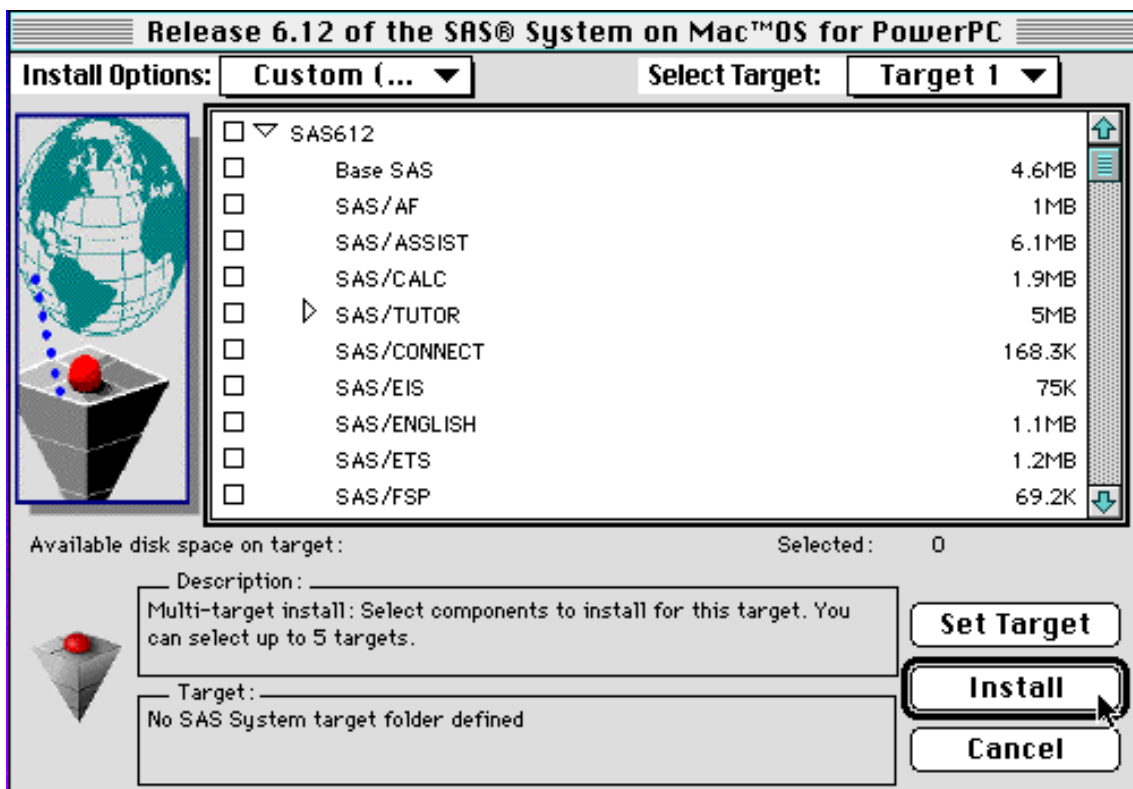 Release 6.12 of the SAS® System on Mac™OS for PowerPC
Install Options: Custom (... Select Target: Target 1
SAS612
Base SAS 4.6MB
SAS/AF 1MB
SAS/ASSIST 6.1MB
SAS/CALC 1.9MB
SAS/TUTOR 5MB
SAS/CONNECT 168.3K
SAS/EIS 75K
SAS/ENGLISH 1.1MB
SAS/ETS 1.2MB
SAS/FSP 69.2K
Available disk space on target: Selected: 0
Description:
Multi-target install: Select components to install for this target. You
can select up to 5 targets.
Set Target
Target:
No SAS System target folder defined
Install
Cancel